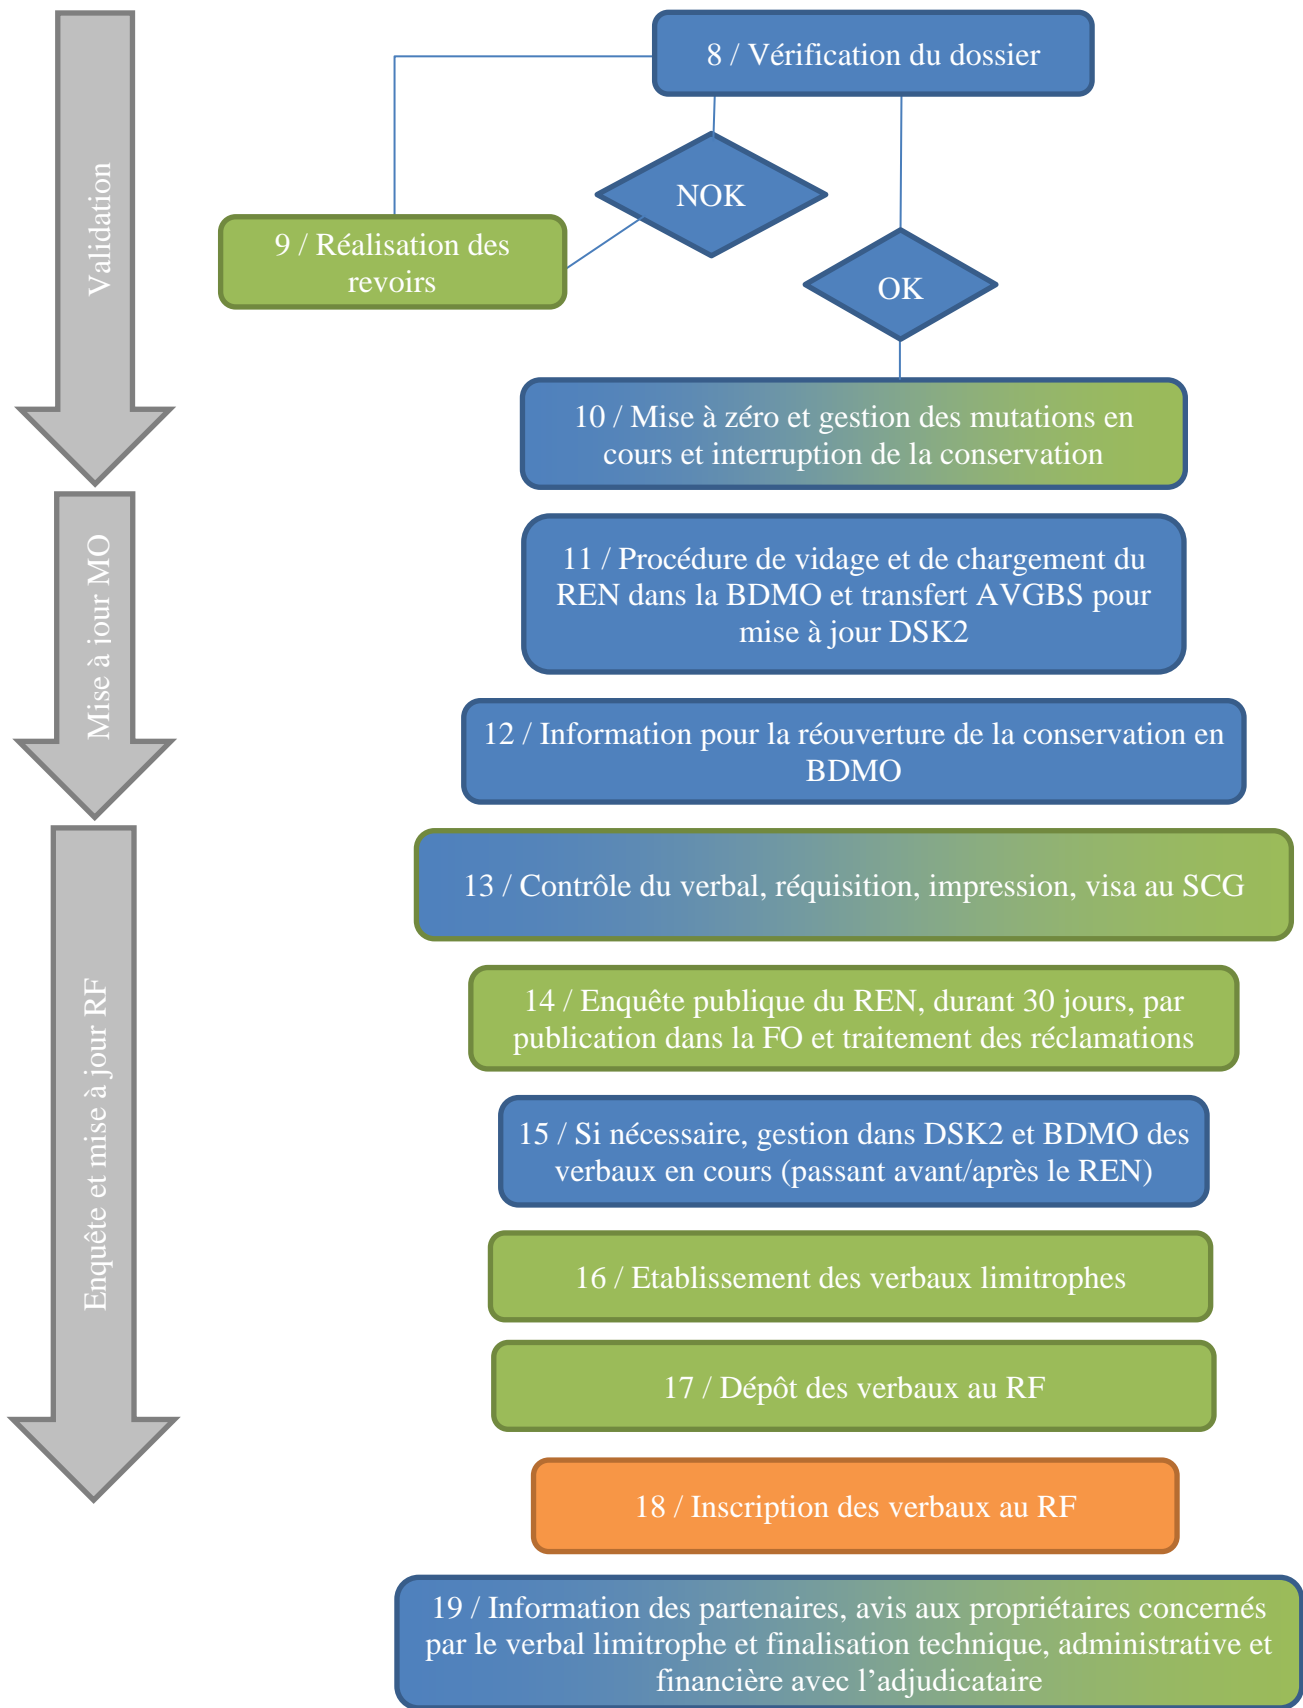 8 / Vérification du dossier
NOK
9 / Réalisation des
revoirs
OK
Validation
10 / Mise à zéro et gestion des mutations en
cours et interruption de la conservation
11 / Procédure de vidage et de chargement du
REN dans la BDMO et transfert AVGBS pour
mise à jour DSK2
Mise à jour MO
12 / Information pour la réouverture de la conservation en
BDMO
13 / Contrôle du verbal, réquisition, impression, visa au SCG
14 / Enquête publique du REN, durant 30 jours, par
publication dans la FO et traitement des réclamations
Enquête et mise à jour RF
15 / Si nécessaire, gestion dans DSK2 et BDMO des
verbaux en cours (passant avant/après le REN)
16 / Etablissement des verbaux limitrophes
17 / Dépôt des verbaux au RF
18 / Inscription des verbaux au RF
19 / Information des partenaires, avis aux propriétaires concernés
par le verbal limitrophe et finalisation technique, administrative et
financière avec l’adjudicataire